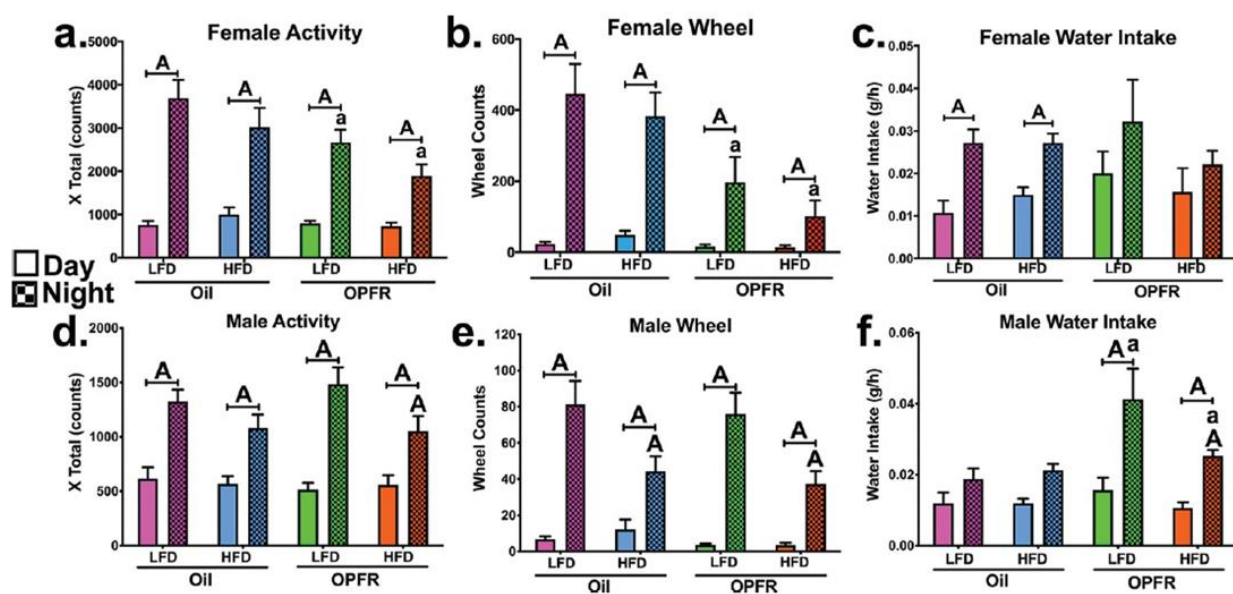 a.
Female Activity
X Total (counts)
5000
4000
3000
2000
1000
0
A
A
A
a
A
a
LFD
HFD
LFD
HFD
Oil
OPFR
b.
Female Wheel
Wheel Counts
600
400
200
0
A
A
A
a
A
a
LFD
HFD
LFD
HFD
Oil
OPFR
c.
Female Water Intake
Water Intake (g/h)
0.05
0.04
0.03
0.02
0.01
0.00
A
A
LFD
HFD
LFD
HFD
Oil
OPFR
Day
Night
d.
Male Activity
X Total (counts)
2000
1500
1000
500
0
A
A
A
A
A
LFD
HFD
LFD
HFD
Oil
OPFR
e.
Male Wheel
Wheel Counts
120
100
80
60
40
20
0
A
A
A
A
A
A
LFD
HFD
LFD
HFD
Oil
OPFR
f.
Male Water Intake
Water Intake (g/h)
0.06
0.04
0.02
0.00
A
a
A
a
A
LFD
HFD
LFD
HFD
Oil
OPFR